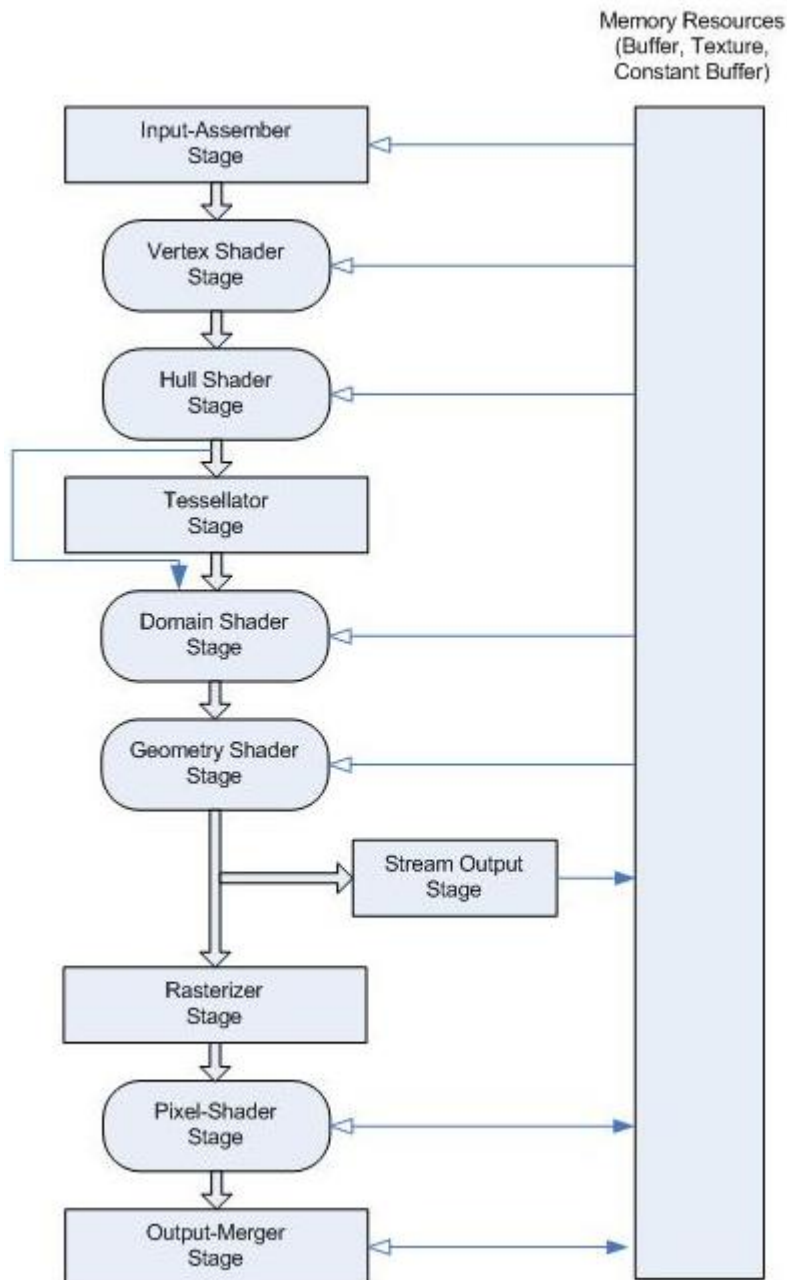 Memory Resources
(Buffer, Texture,
Constant Buffer)
Input-Assember
Stage
Vertex Shader
Stage
Hull Shader
Stage
Tessellator
Stage
Domain Shader
Stage
Geometry Shader
Stage
Stream Output
Stage
Rasterizer
Stage
Pixel-Shader
Stage
Output-Merger
Stage